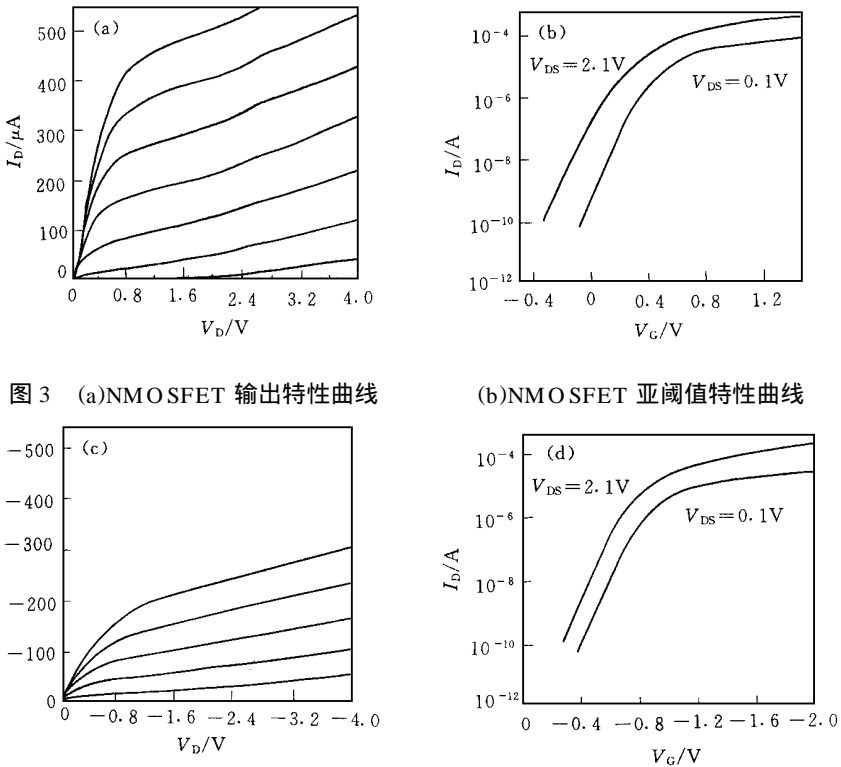 (a)
500
400
300
200
100
0
I_D/μA
0 0.8 1.6 2.4 3.2 4.0
V_D/V
(b)
10⁻⁴
10⁻⁶
10⁻⁸
10⁻¹⁰
10⁻¹²
I_D/A
V_DS=2.1V
V_DS=0.1V
-0.4 0 0.4 0.8 1.2
V_G/V
图 3 (a)NMOSFET 输出特性曲线
(b)NMOSFET 亚阈值特性曲线
(c)
-500
-400
-300
-200
-100
0
0 -0.8 -1.6 -2.4 -3.2 -4.0
V_D/V
(d)
10⁻⁴
10⁻⁶
10⁻⁸
10⁻¹⁰
10⁻¹²
I_D/A
V_DS=2.1V
V_DS=0.1V
0 -0.4 -0.8 -1.2 -1.6 -2.0
V_G/V